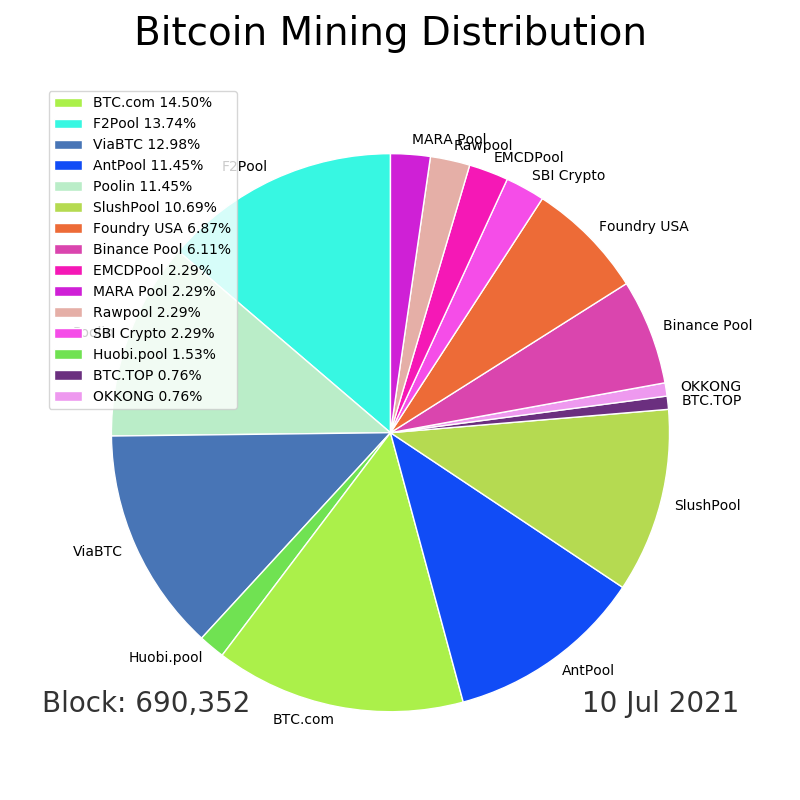 Bitcoin Mining Distribution
BTC.com 14.50%
F2Pool 13.74%
ViaBTC 12.98%
AntPool 11.45%
Poolin 11.45%
SlushPool 10.69%
Foundry USA 6.87%
Binance Pool 6.11%
EMCDPool 2.29%
MARA Pool 2.29%
Rawpool 2.29%
SBI Crypto 2.29%
Huobi.pool 1.53%
BTC.TOP 0.76%
OKKONG 0.76%
MARA Pool
Rawpool
EMCDPool
SBI Crypto
F2Pool
Foundry USA
Binance Pool
OKKONG
BTC.TOP
SlushPool
ViaBTC
Huobi.pool
AntPool
BTC.com
Block: 690,352
10 Jul 2021